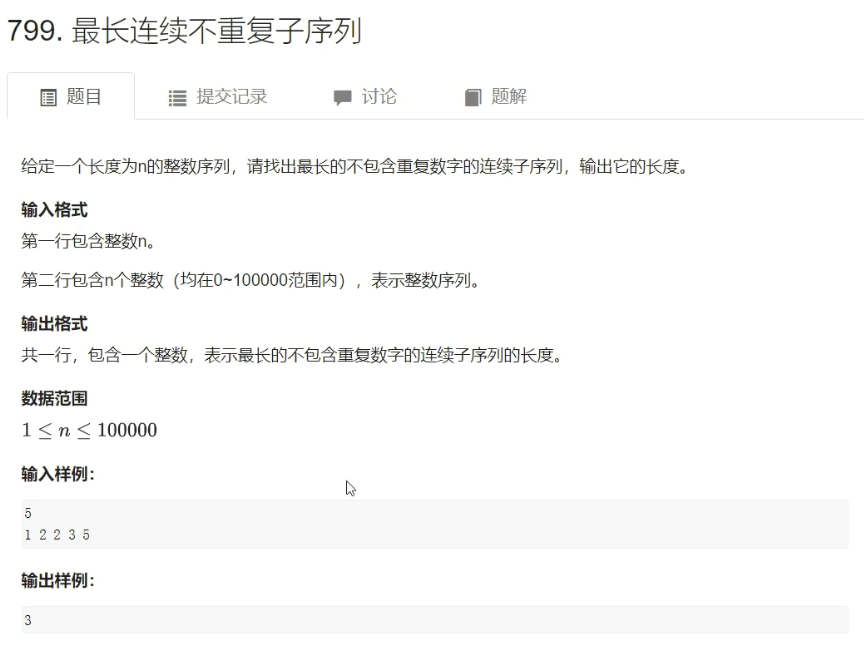 799. 最长连续不重复子序列
题目 提交记录 讨论 题解
给定一个长度为n的整数序列，请找出最长的不包含重复数字的连续子序列，输出它的长度。
输入格式
第一行包含整数n。
第二行包含n个整数（均在0~100000范围内），表示整数序列。
输出格式
共一行，包含一个整数，表示最长的不包含重复数字的连续子序列的长度。
数据范围
1 ≤ n ≤ 100000
输入样例：
5
1 2 2 3 5
输出样例：
3